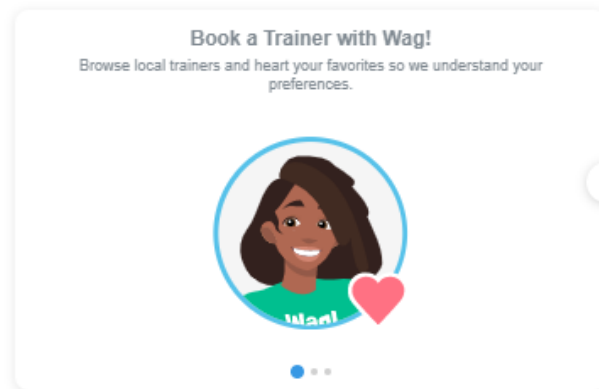 Book a Trainer with Wag!
Browse local trainers and heart your favorites so we understand your
preferences.
Wag!